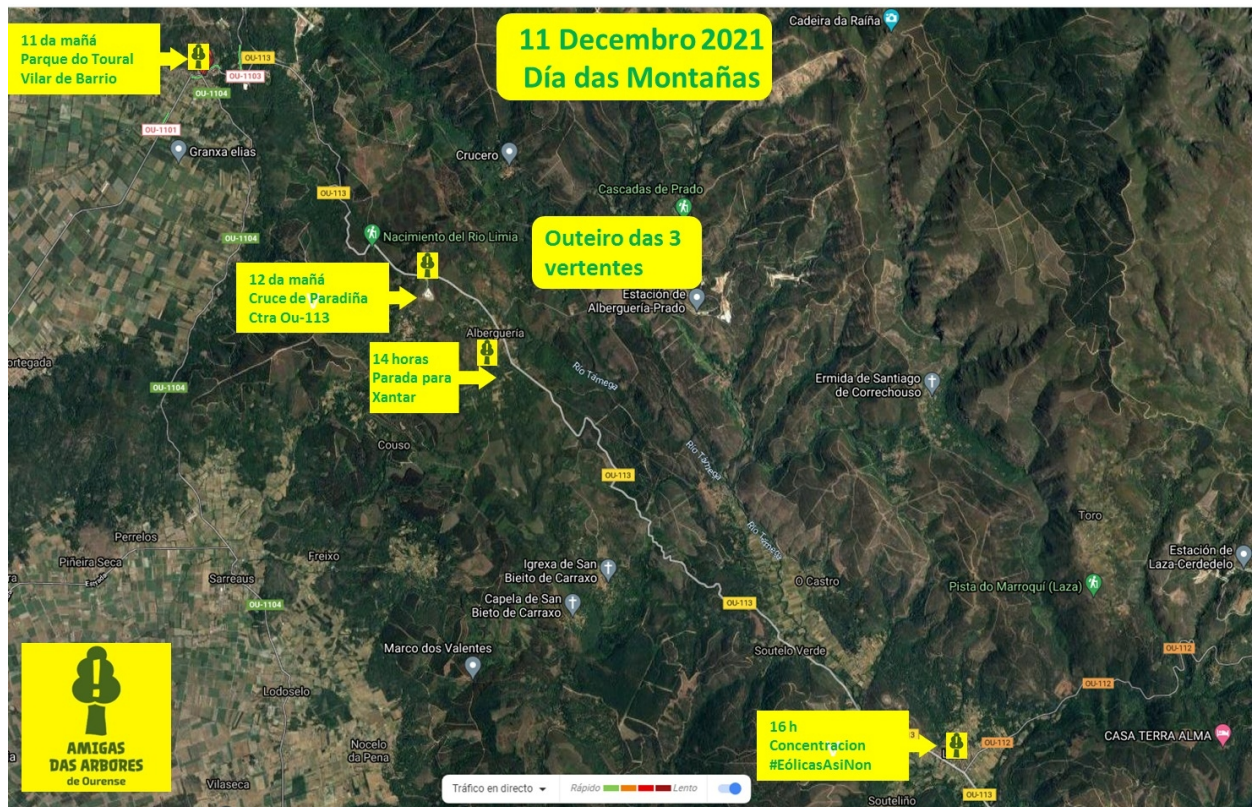 11 da mañá
Parque do Toural
Vilar de Barrio
11 Decembro 2021
Día das Montañas
Cadeira da Raíña
OU-113
OU-1103
OU-1104
OU-1101
Granxa elias
Crucero
OU-113
Cascadas de Prado
OU-1104
Nacimiento del Rio Limia
Outeiro das 3
vertentes
12 da mañá
Cruce de Paradiña
Ctra Ou-113
Estación de
Alberguería-Prado
Alberguería
14 horas
Parada para
Xantar
Río Támega
ortegada
OU-1104
Ermida de Santiago
de Correchouso
Couso
Río Támega
OU-113
Río Támega
Toro
Perrelos
Piñeira Seca
Freixo
Estación de
Laza-Cerdedelo
Sarreaus
Igrexa de San
Bieito de Carraxo
O Castro
Pista do Marroquí (Laza)
OU-1104
Capela de San
Bieto de Carraxo
OU-113
Marco dos Valentes
Soutelo Verde
OU-112
Lodoselo
OU-112
AMIGAS
DAS ARBORES
de Ourense
16 h
Concentracion
#EólicasAsiNon
3
L
OU-112
CASA TERRA ALMA
Nocelo
da Pena
Vilaseca
Tráfico en directo
Rápido
Lento
OU-113
Souteliño